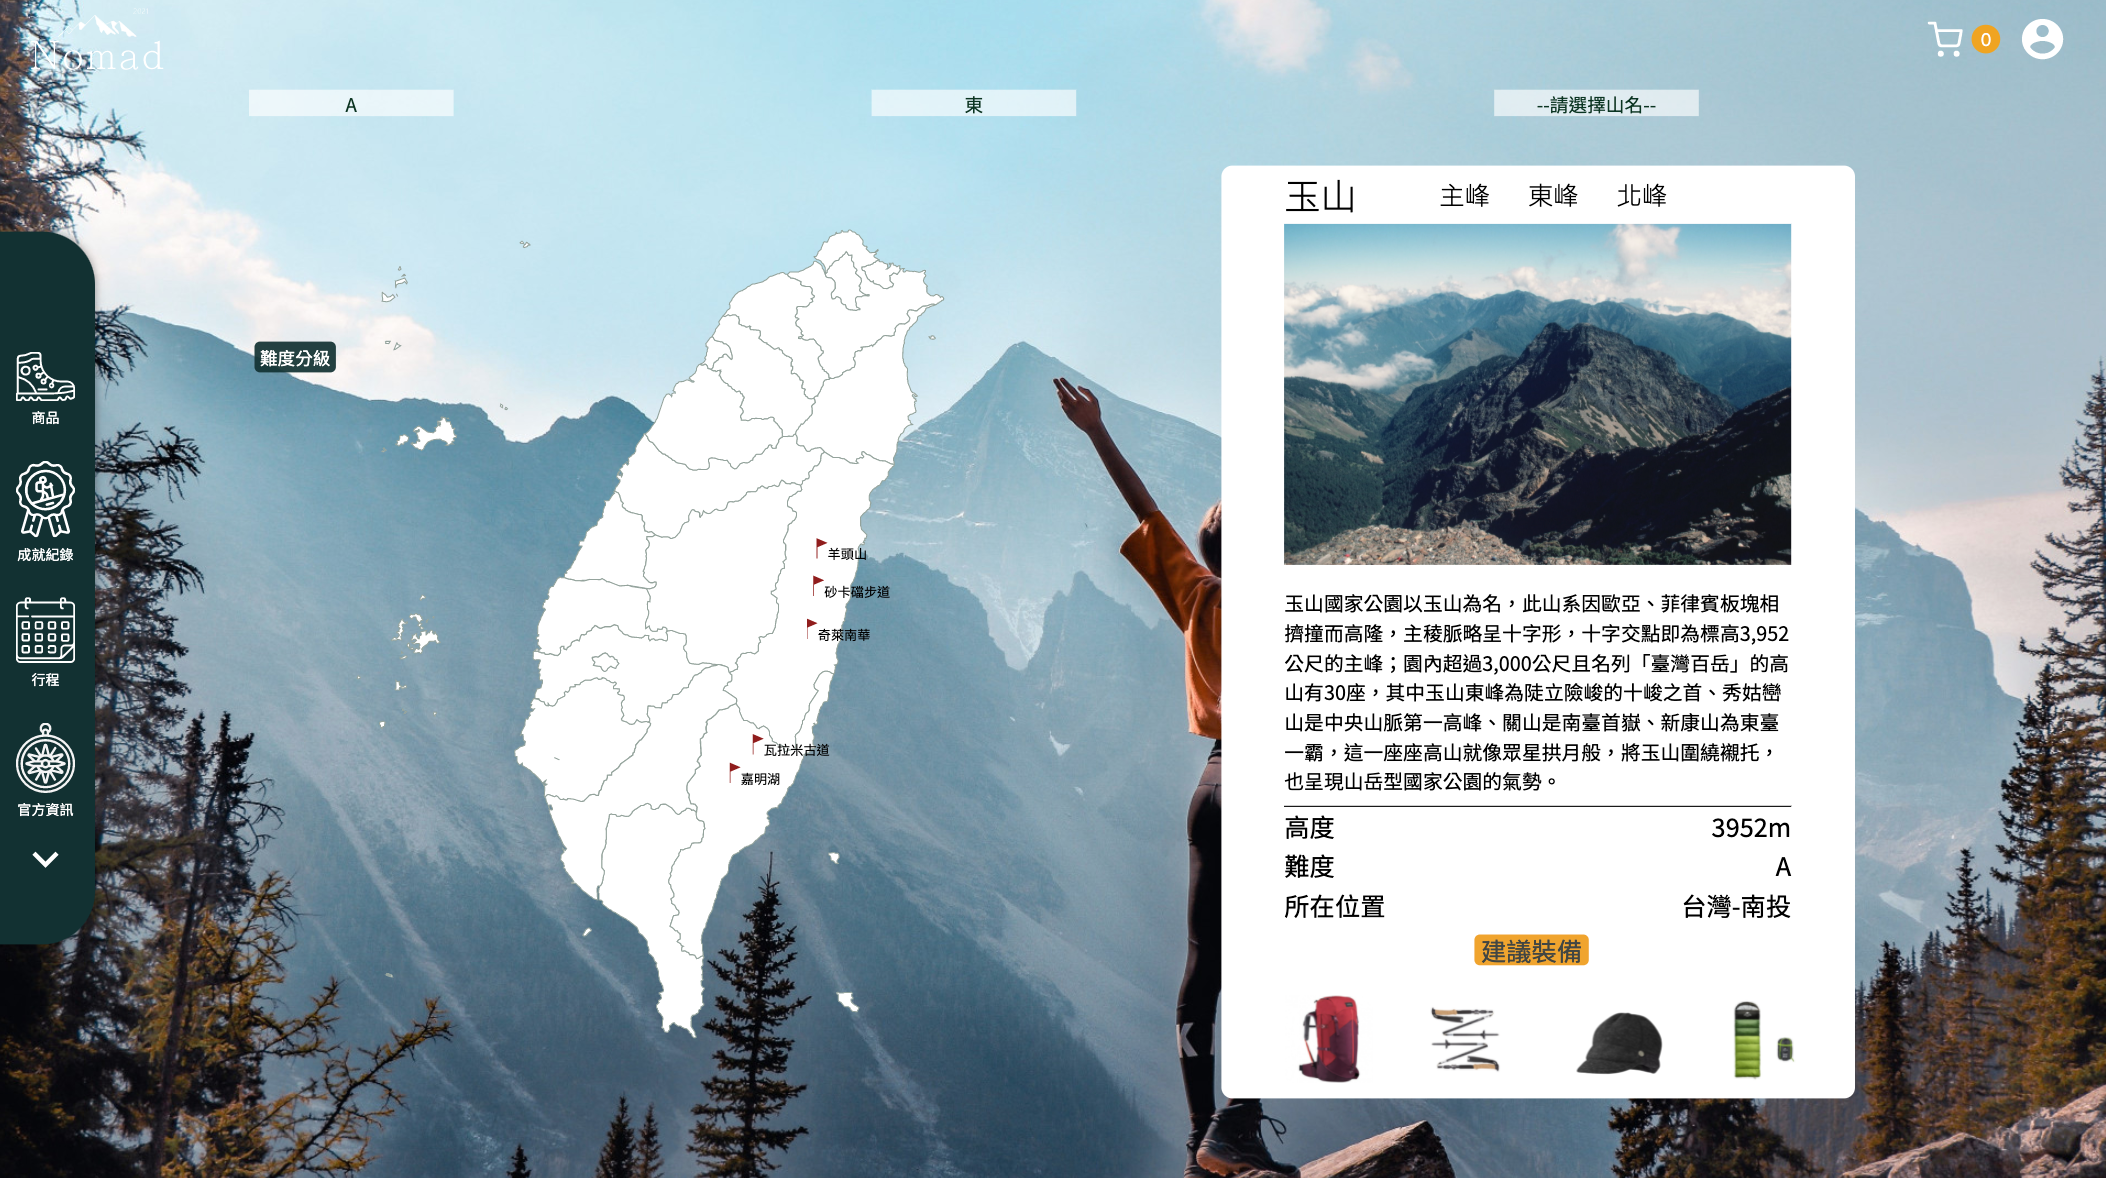 Nomad
0
A
東
--請選擇山名--
難度分級
商品
成就紀錄
行程
官方資訊
羊頭山
砂卡礑步道
奇萊南華
瓦拉米古道
嘉明湖
玉山
主峰 東峰 北峰
玉山國家公園以玉山為名，此山系因歐亞、菲律賓板塊相
擠撞而高隆，主稜脈略呈十字形，十字交點即為標高3,952
公尺的主峰；園內超過3,000公尺且名列「臺灣百岳」的高
山有30座，其中玉山東峰為陡立險峻的十峻之首、秀姑巒
山是中央山脈第一高峰、關山是南臺首嶽、新康山為東臺
一霸，這一座座高山就像眾星拱月般，將玉山圍繞襯托，
也呈現山岳型國家公園的氣勢。
高度 3952m
難度 A
所在位置 台灣-南投
建議裝備